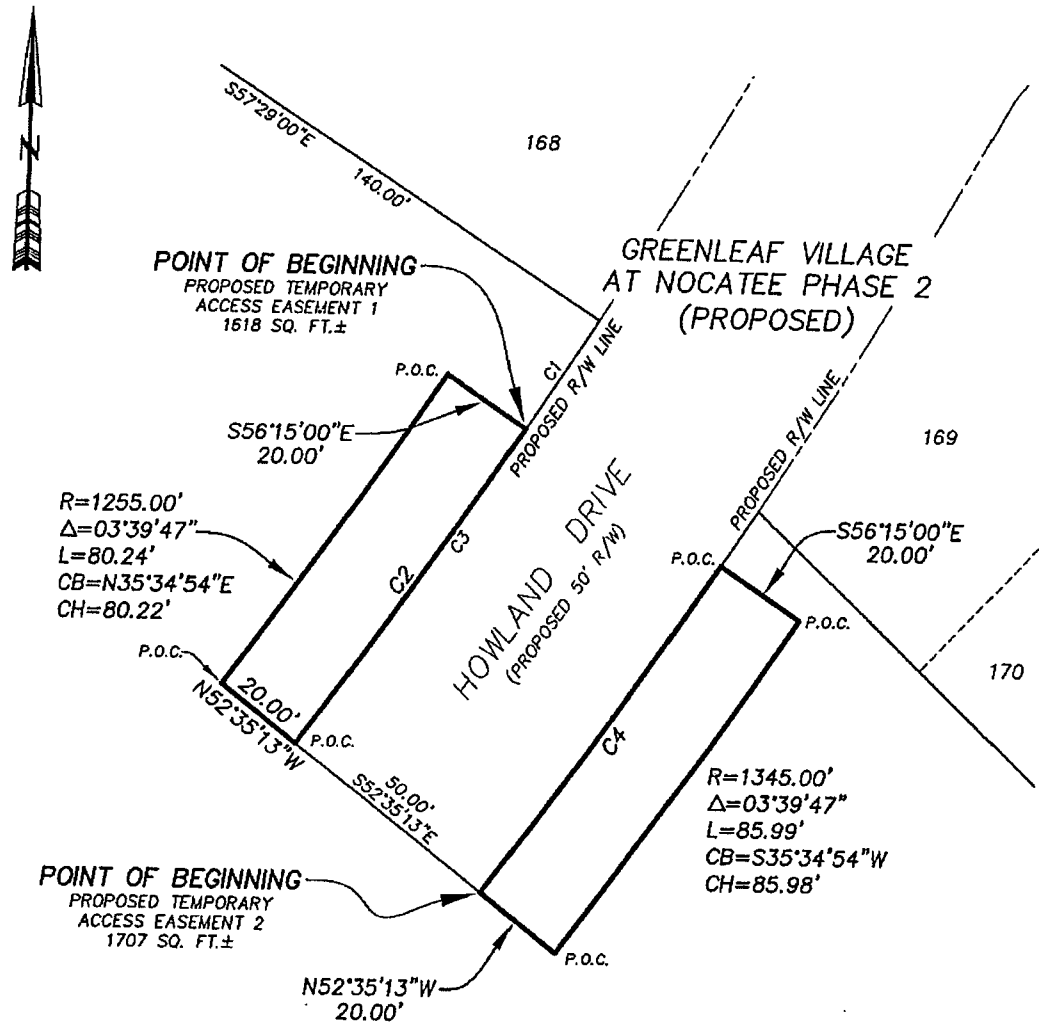 N
S57°29'00"E
140.00'
168
GREENLEAF VILLAGE
AT NOCATEE PHASE 2
(PROPOSED)
POINT OF BEGINNING
PROPOSED TEMPORARY
ACCESS EASEMENT 1
1618 SQ. FT.±
C1
PROPOSED R/W LINE
P.O.C.
S56°15'00"E
20.00'
PROPOSED R/W LINE
169
R=1255.00'
Δ=03°39'47"
L=80.24'
CB=N35°34'54"E
CH=80.22'
C3
C2
HOWLAND DRIVE
(PROPOSED 50' R/W)
P.O.C.
S56°15'00"E
20.00'
P.O.C.
170
P.O.C.
20.00'
N52°35'13"W
P.O.C.
C4
50.00'
S52°35'13"E
R=1345.00'
Δ=03°39'47"
L=85.99'
CB=S35°34'54"W
CH=85.98'
POINT OF BEGINNING
PROPOSED TEMPORARY
ACCESS EASEMENT 2
1707 SQ. FT.±
P.O.C.
N52°35'13"W
20.00'